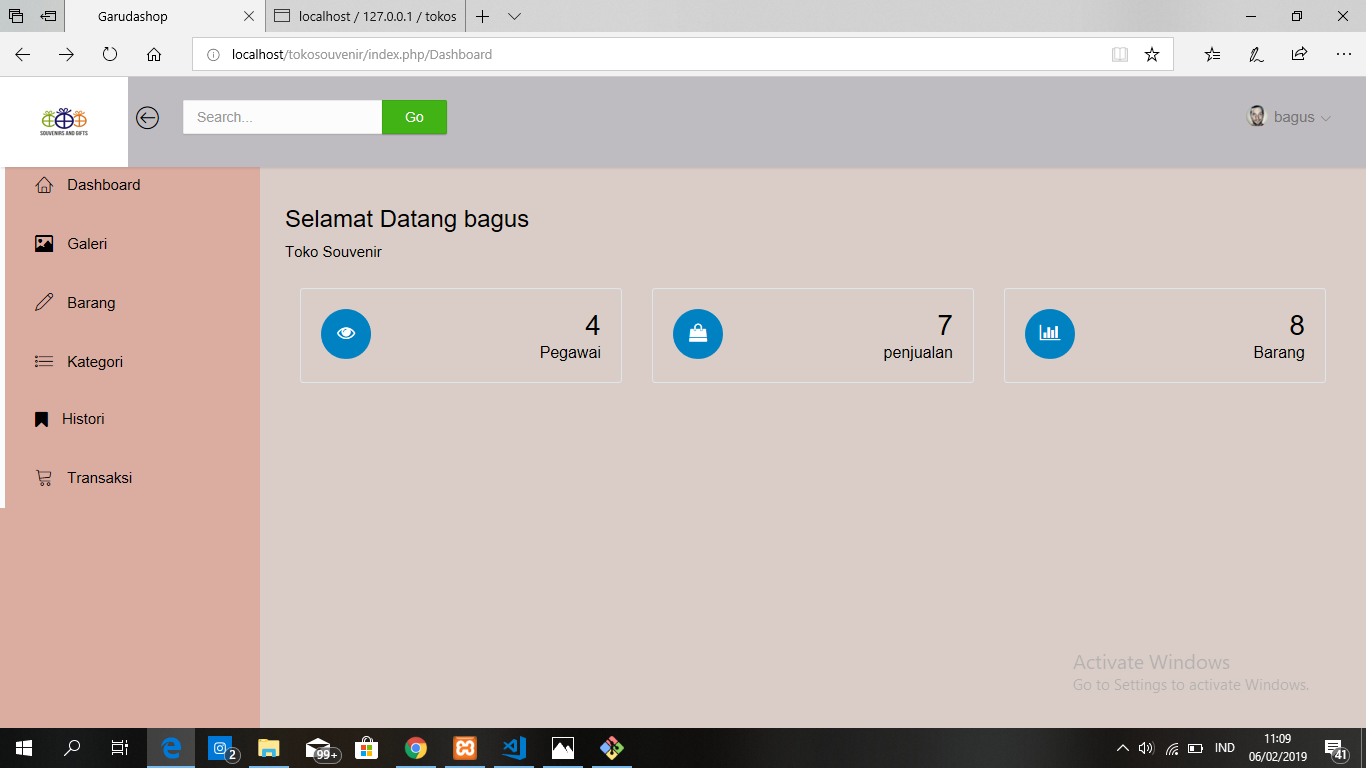 Garudashop
localhost / 127.0.0.1 / tokos
localhost/tokosouvenir/index.php/Dashboard
SOUVENIRS AND GIFTS
Search...
Go
bagus
Dashboard
Galeri
Barang
Kategori
Histori
Transaksi
Selamat Datang bagus
Toko Souvenir
4
Pegawai
7
penjualan
8
Barang
Activate Windows
Go to Settings to activate Windows.
2
99+
IND
11:09
06/02/2019
41